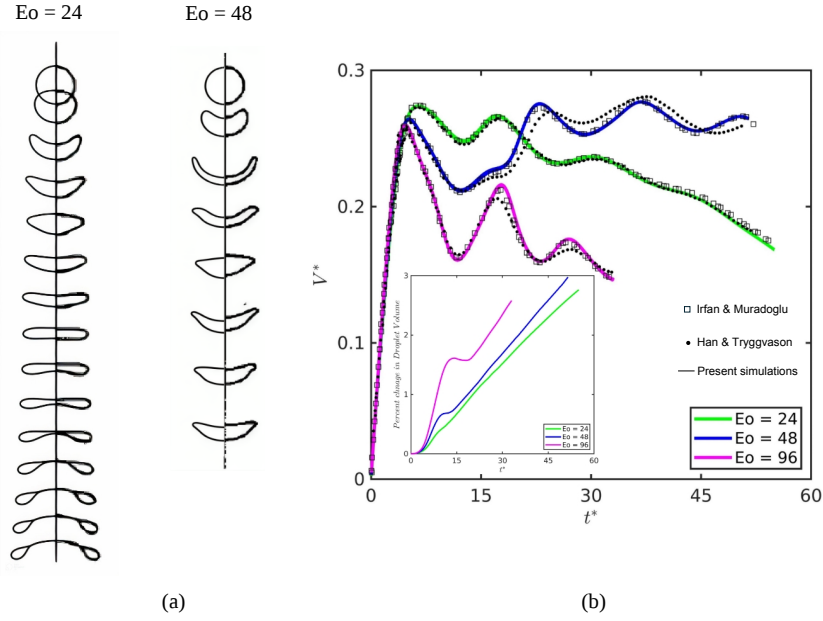 Eo = 24
Eo = 48
0.3
0.2
0.1
0
V*
0
15
30
45
60
t*
Irfan & Muradoglu
Han & Tryggvason
Present simulations
Eo = 24
Eo = 48
Eo = 96
3
2
1
0
Percent change in Droplet Volume
0
15
30
45
60
t*
Eo = 24
Eo = 48
Eo = 96
(a)
(b)